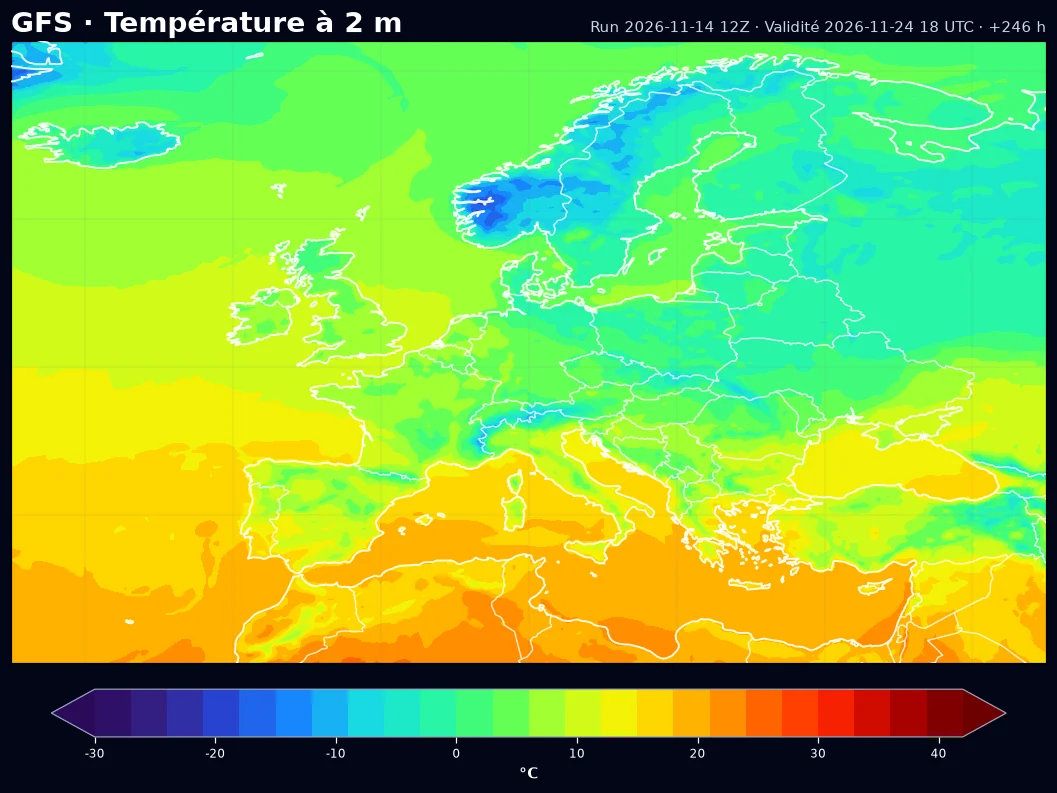 GFS · Température à 2 m
Run 2026-11-14 12Z · Validité 2026-11-24 18 UTC · +246 h
-30 -20 -10 0 10 20 30 40
°C